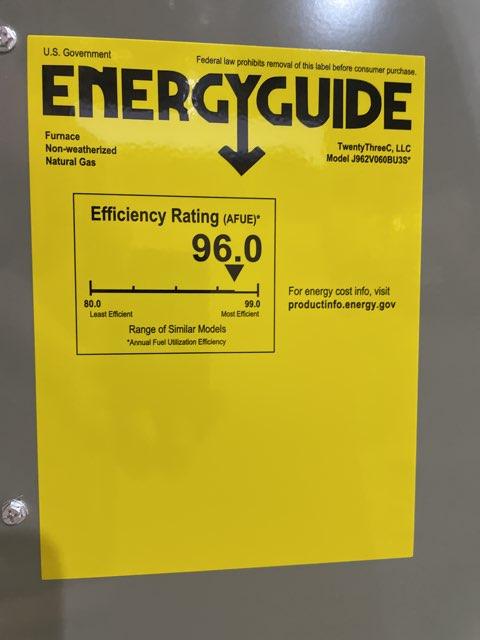 U.S. Government
Federal law prohibits removal of this label before consumer purchase.
ENERGYGUIDE
Furnace
Non-weatherized
Natural Gas
TwentyThreeC, LLC
Model J962V060BU3S*
Efficiency Rating (AFUE)*
96.0
80.0 99.0
Least Efficient Most Efficient
Range of Similar Models
*Annual Fuel Utilization Efficiency
For energy cost info, visit
productinfo.energy.gov